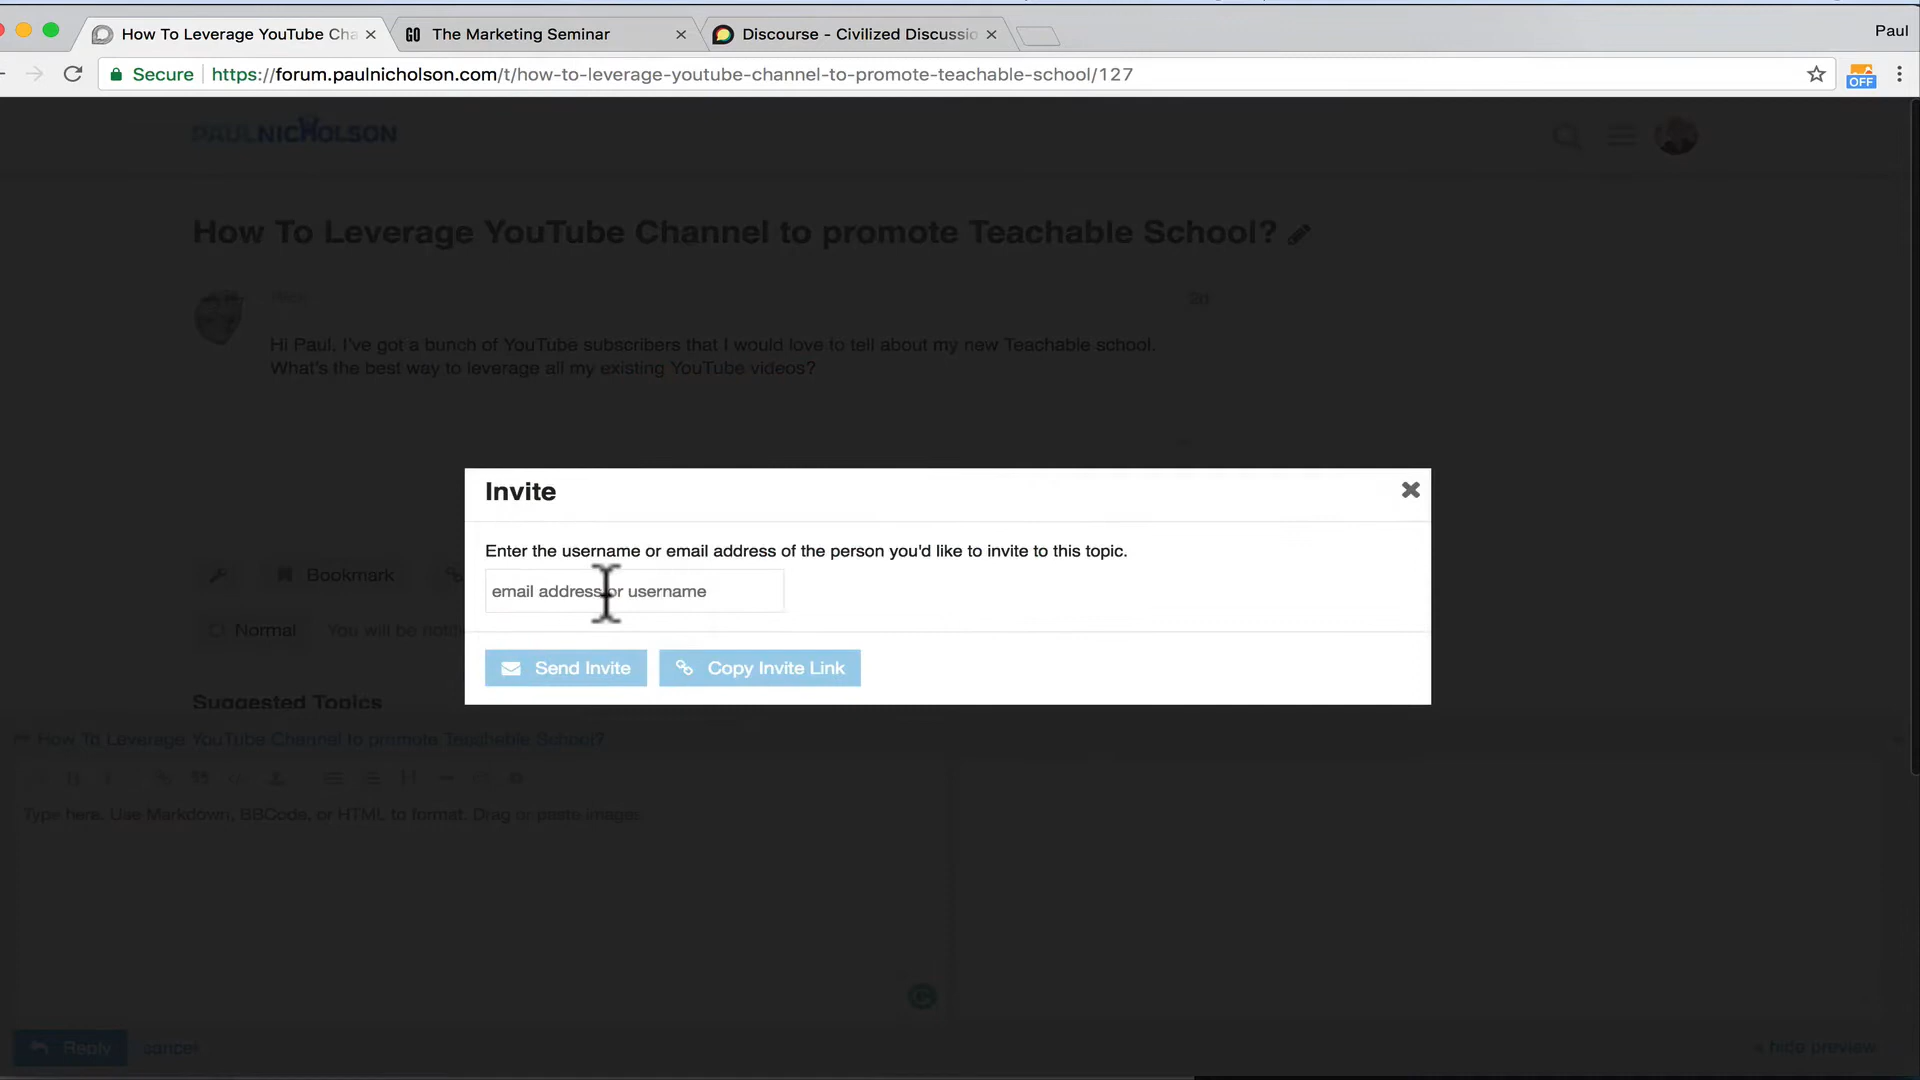 How To Leverage YouTube Cha
GO The Marketing Seminar
Discourse - Civilized Discussio
Paul
Secure
https://forum.paulnicholson.com/t/how-to-leverage-youtube-channel-to-promote-teachable-school/127
OFF
PAULNICHOLSON
How To Leverage YouTube Channel to promote Teachable School?
2d
Hi Paul, I've got a bunch of YouTube subscribers that I would love to tell about my new Teachable school.
What's the best way to leverage all my existing YouTube videos?
Invite
Enter the username or email address of the person you'd like to invite to this topic.
email address or username
Bookmark
Normal
You will be notifi
Send Invite
Copy Invite Link
Suggested Topics
How To Leverage YouTube Channel to promote Teachable School?
Type here. Use Markdown, BBCode, or HTML to format. Drag or paste images.
Reply
cancel
« hide preview